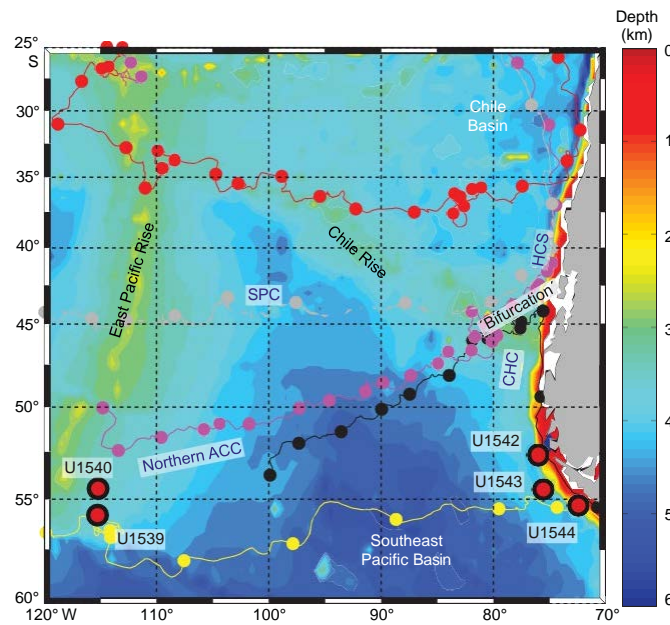 Depth
(km)
25°
S
30°
35°
40°
45°
50°
55°
60°
120° W
110°
100°
90°
80°
70°
0
1
2
3
4
5
6
Chile
Basin
East Pacific Rise
Chile Rise
HCS
SPC
Bifurcation
CHC
Northern ACC
U1542
U1540
U1543
U1539
U1544
Southeast
Pacific Basin